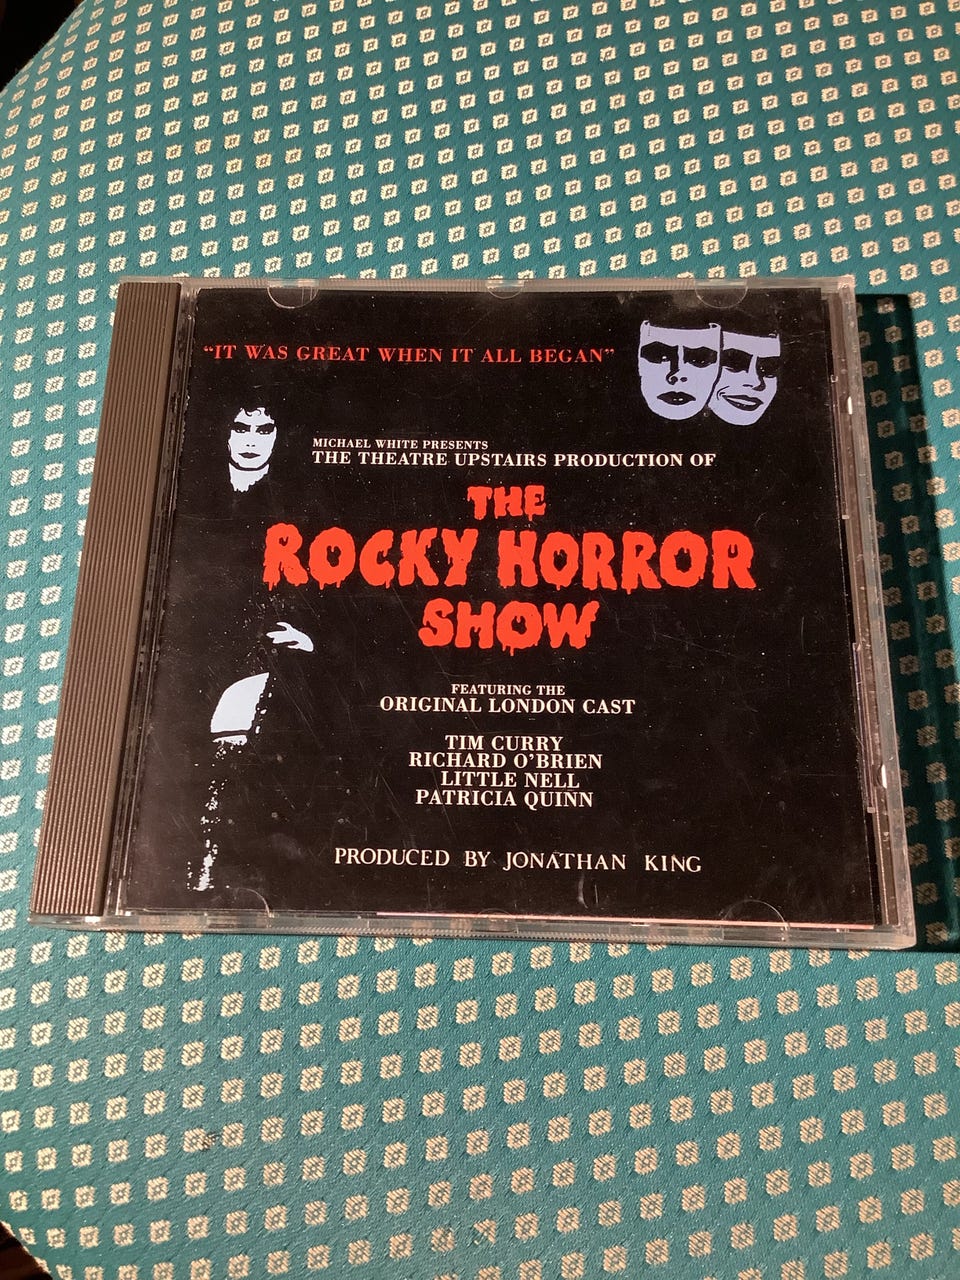 “IT WAS GREAT WHEN IT ALL BEGAN”
MICHAEL WHITE PRESENTS
THE THEATRE UPSTAIRS PRODUCTION OF
THE
ROCKY HORROR
SHOW
FEATURING THE
ORIGINAL LONDON CAST
TIM CURRY
RICHARD O’BRIEN
LITTLE NELL
PATRICIA QUINN
PRODUCED BY JONATHAN KING